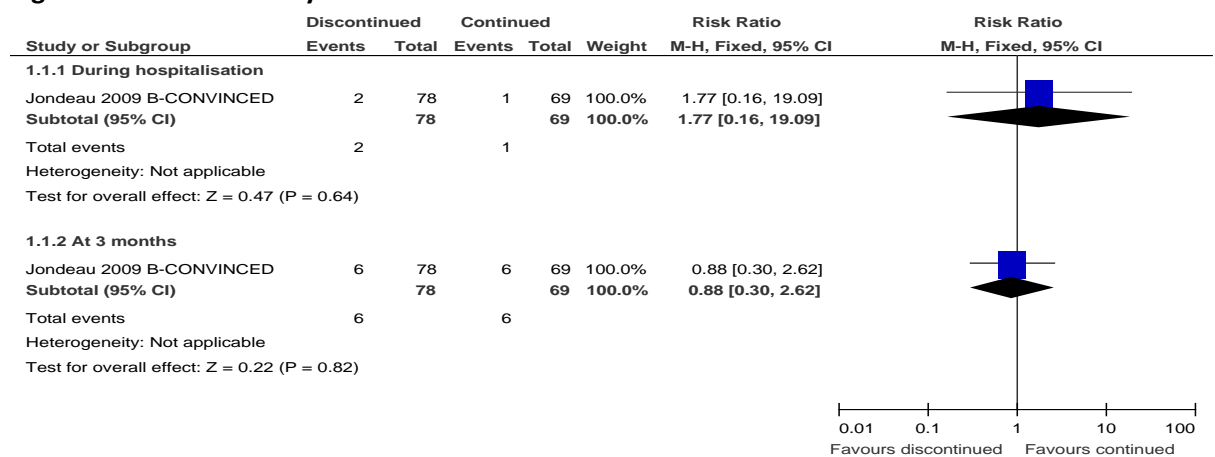 Discontinued Continued Risk Ratio Risk Ratio
Study or Subgroup Events Total Events Total Weight M-H, Fixed, 95% CI M-H, Fixed, 95% CI
1.1.1 During hospitalisation
Jondeau 2009 B-CONVINCED 2 78 1 69 100.0% 1.77 [0.16, 19.09]
Subtotal (95% CI) 78 69 100.0% 1.77 [0.16, 19.09]
Total events 2 1
Heterogeneity: Not applicable
Test for overall effect: Z = 0.47 (P = 0.64)
1.1.2 At 3 months
Jondeau 2009 B-CONVINCED 6 78 6 69 100.0% 0.88 [0.30, 2.62]
Subtotal (95% CI) 78 69 100.0% 0.88 [0.30, 2.62]
Total events 6 6
Heterogeneity: Not applicable
Test for overall effect: Z = 0.22 (P = 0.82)
0.01 0.1 1 10 100
Favours discontinued Favours continued